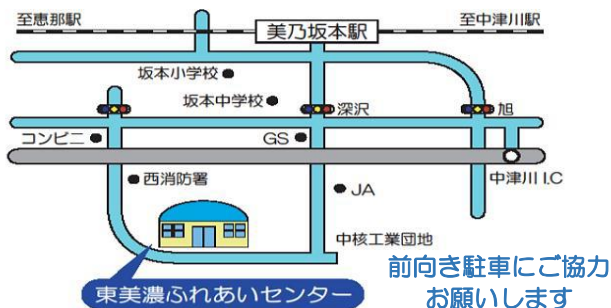 至恵那駅
美乃坂本駅
至中津川駅
坂本小学校
坂本中学校
深沢
旭
コンビニ
GS
中津川 I.C
西消防署
JA
中核工業団地
東美濃ふれあいセンター
前向き駐車にご協力
お願いします